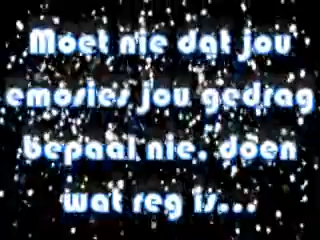 Moet nie dat jou
emosies jou gedrag
bepaal nie, doen
wat reg is...